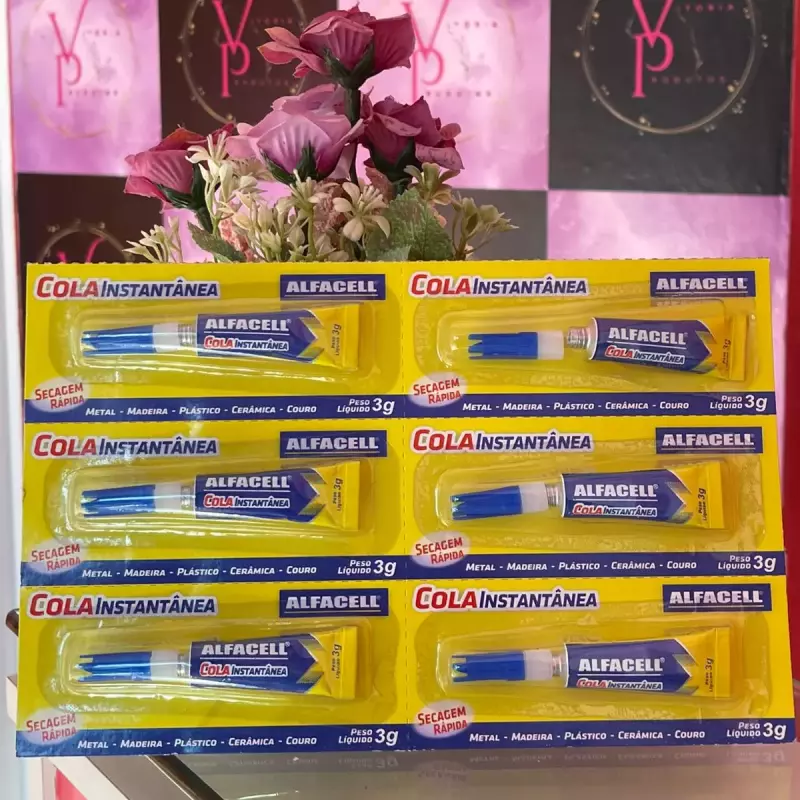 VITORIA
PRODUTOS
COLA INSTANTÂNEA ALFACELL
ALFACELL®
COLA INSTANTÂNEA
Peso Líquido 3g
SECAGEM RÁPIDA
METAL - MADEIRA - PLÁSTICO - CERÂMICA - COURO
PESO LÍQUIDO 3g
COLA INSTANTÂNEA ALFACELL
ALFACELL®
COLA INSTANTÂNEA
Peso Líquido 3g
SECAGEM RÁPIDA
METAL - MADEIRA - PLÁSTICO - CERÂMICA - COURO
PESO LÍQUIDO 3g
COLA INSTANTÂNEA ALFACELL
ALFACELL®
COLA INSTANTÂNEA
Peso Líquido 3g
SECAGEM RÁPIDA
METAL - MADEIRA - PLÁSTICO - CERÂMICA - COURO
PESO LÍQUIDO 3g
COLA INSTANTÂNEA ALFACELL
ALFACELL®
COLA INSTANTÂNEA
Peso Líquido 3g
SECAGEM RÁPIDA
METAL - MADEIRA - PLÁSTICO - CERÂMICA - COURO
PESO LÍQUIDO 3g
COLA INSTANTÂNEA ALFACELL
ALFACELL®
COLA INSTANTÂNEA
Peso Líquido 3g
SECAGEM RÁPIDA
METAL - MADEIRA - PLÁSTICO - CERÂMICA - COURO
PESO LÍQUIDO 3g
COLA INSTANTÂNEA ALFACELL
ALFACELL®
COLA INSTANTÂNEA
Peso Líquido 3g
SECAGEM RÁPIDA
METAL - MADEIRA - PLÁSTICO - CERÂMICA - COURO
PESO LÍQUIDO 3g